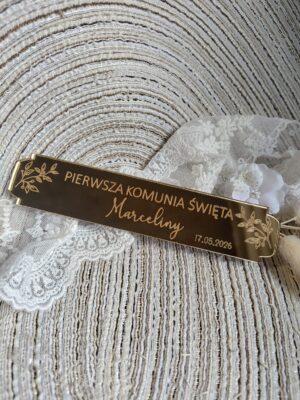 PIERWSZA KOMUNIA ŚWIĘTA
Marceliny
17.05.2026